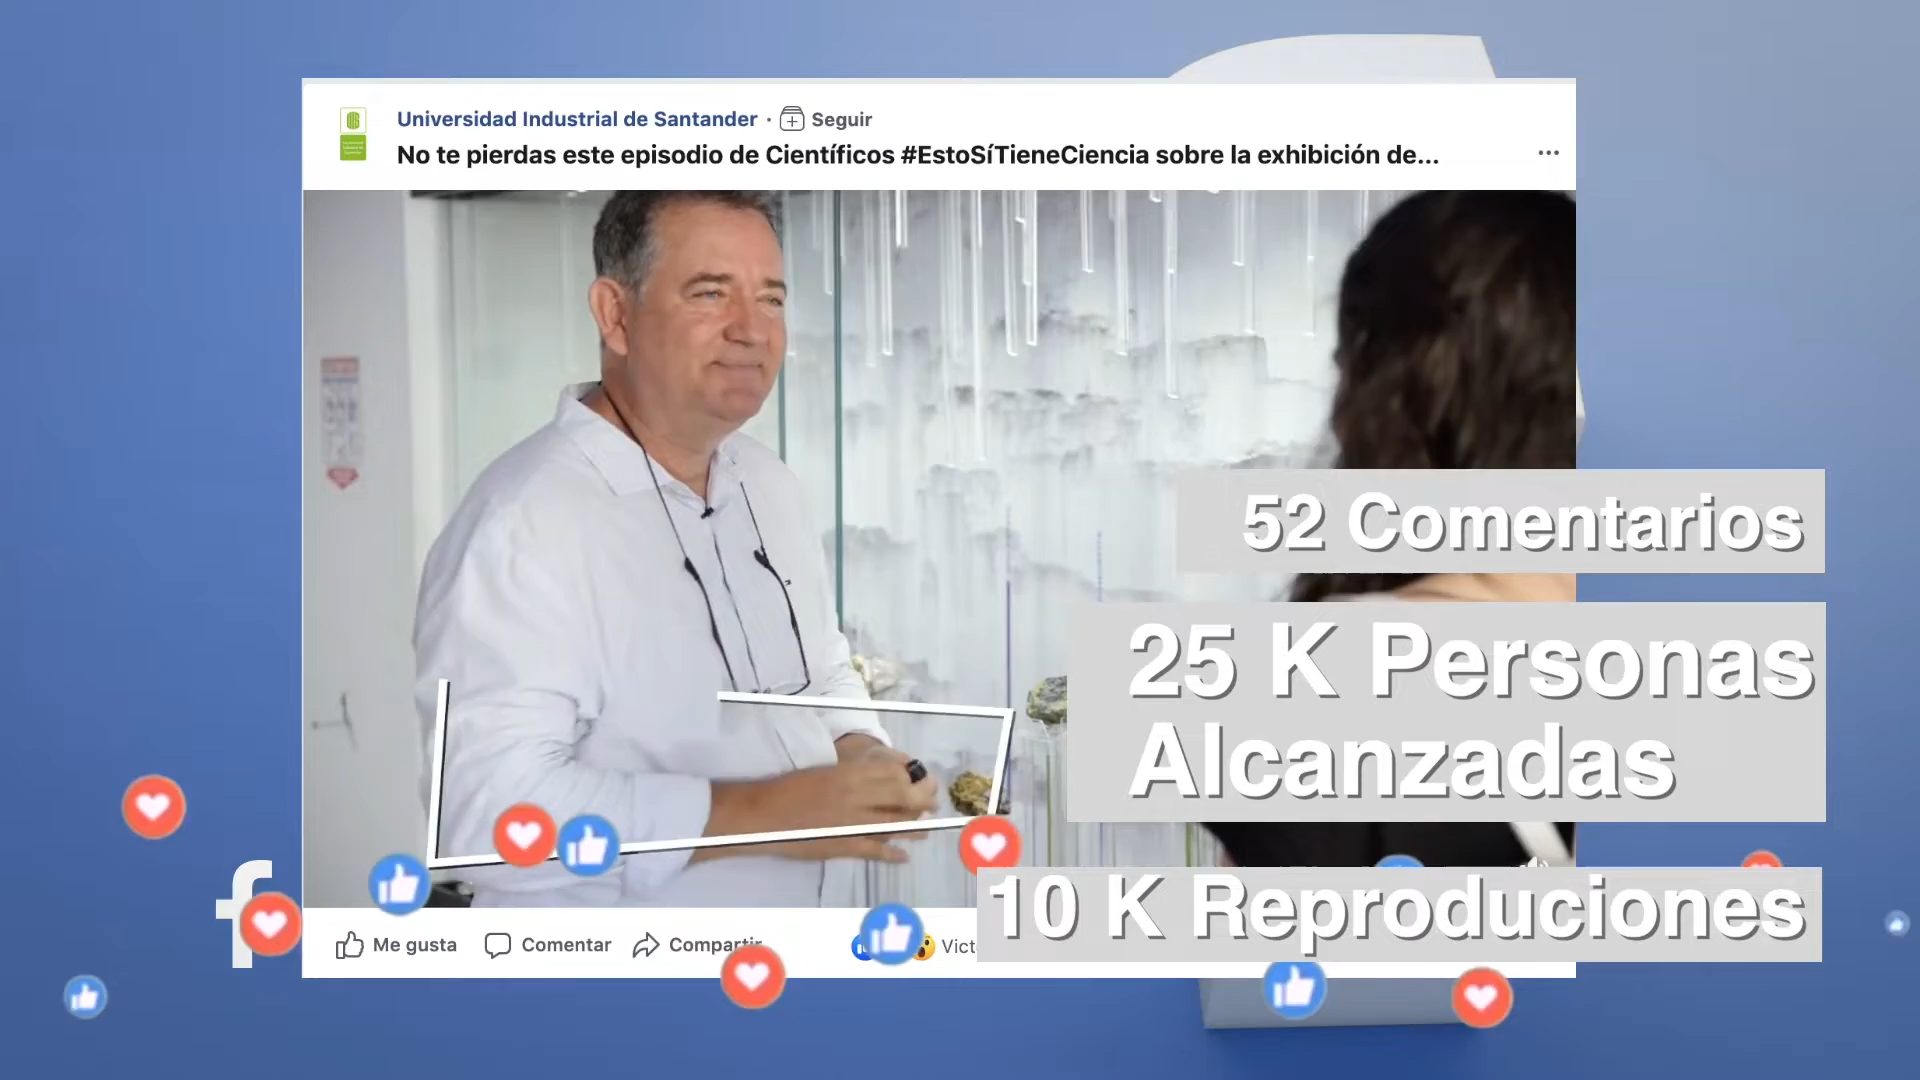 Universidad Industrial de Santander · Seguir
No te pierdas este episodio de Científicos #EstoSíTieneCiencia sobre la exhibición de...
52 Comentarios
25 K Personas
Alcanzadas
10 K Reproduciones
f
Me gusta Comentar Compartir